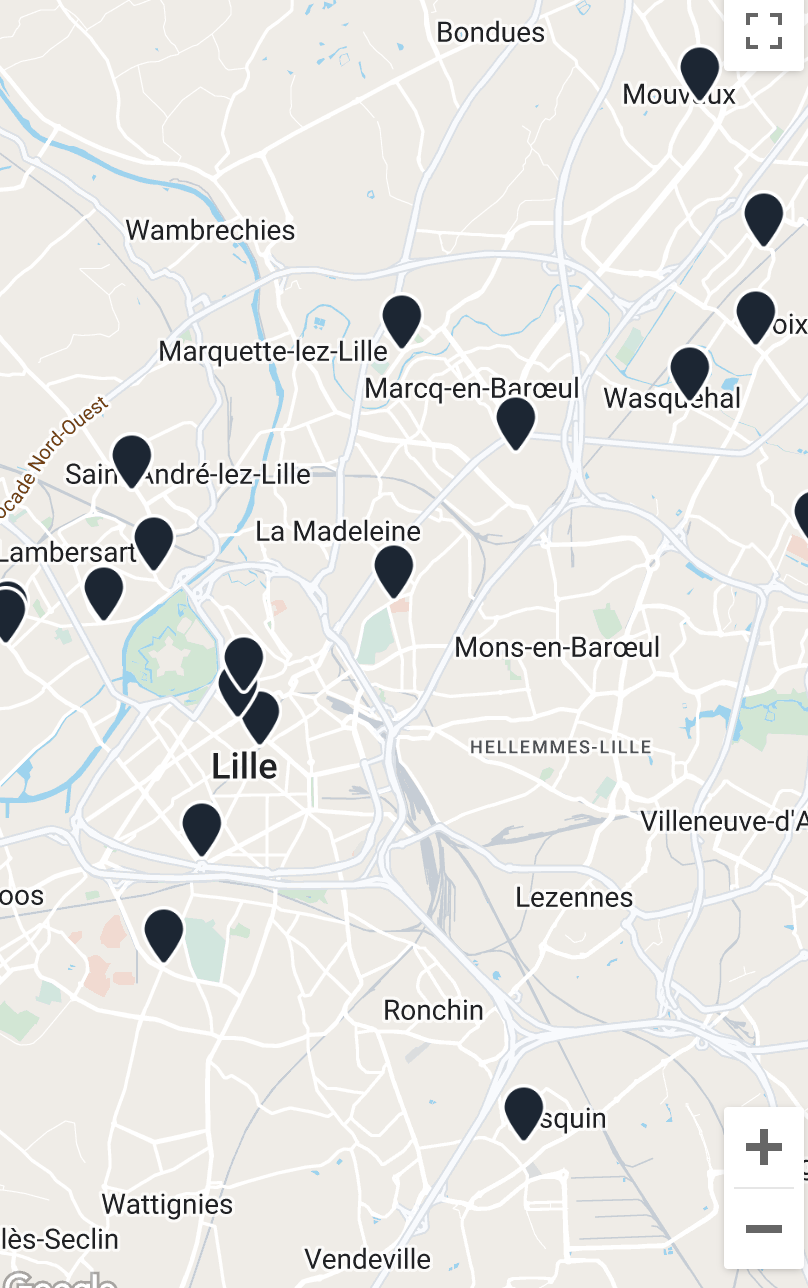 Bondues
Mouvaux
Wambrechies
oix
Marquette-lez-Lille
Marcq-en-Barœul
Wasquehal
ocade Nord-Ouest
Saint-André-lez-Lille
La Madeleine
Lambersart
Mons-en-Barœul
HELLEMMES-LILLE
Lille
Villeneuve-d'A
oos
Lezennes
Ronchin
squin
Wattignies
lès-Seclin
Vendeville
Google